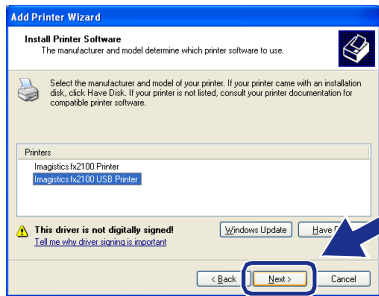 Add Printer Wizard
Install Printer Software
The manufacturer and model determine which printer software to use.
Select the manufacturer and model of your printer. If your printer came with an installation
disk, click Have Disk. If your printer is not listed, consult your printer documentation for
compatible printer software.
Printers
Imagistics fx2100 Printer
Imagistics fx2100 USB Printer
This driver is not digitally signed!
Tell me why driver signing is important
Windows Update
Have
< Back
Next >
Cancel